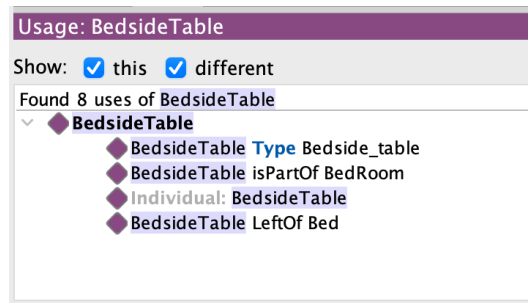 Usage: BedsideTable
Show: this different
Found 8 uses of BedsideTable
BedsideTable
BedsideTable Type Bedside_table
BedsideTable isPartOf BedRoom
Individual: BedsideTable
BedsideTable LeftOf Bed